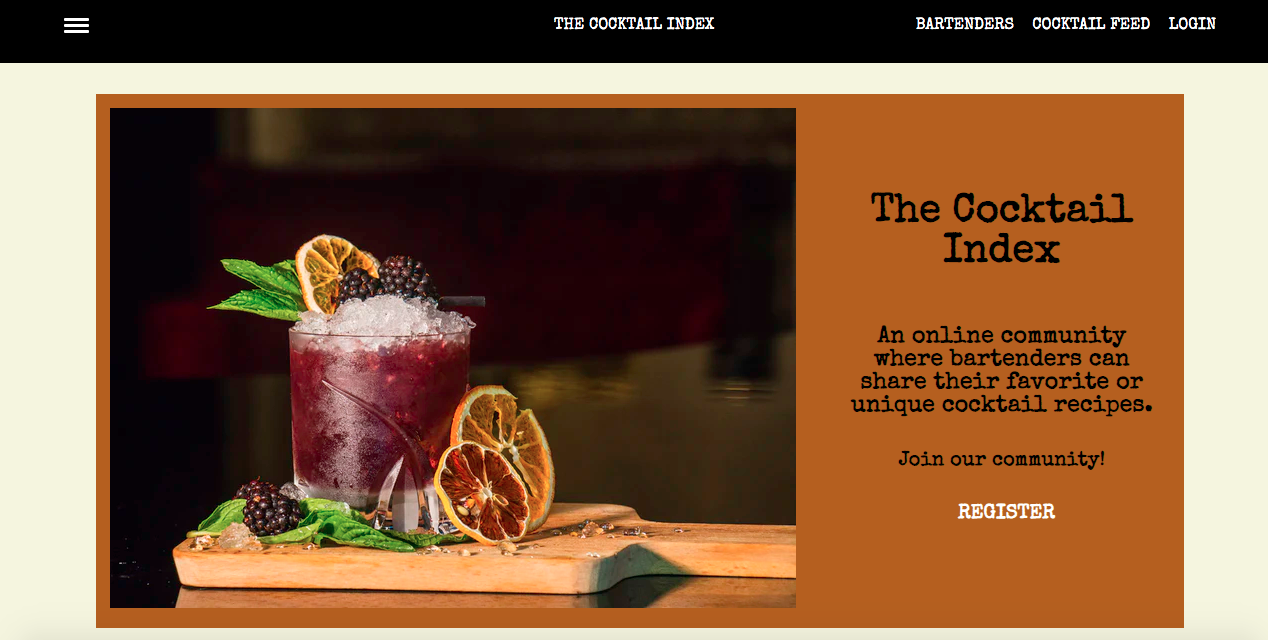 THE COCKTAIL INDEX
BARTENDERS COCKTAIL FEED LOGIN
The Cocktail
Index
An online community
where bartenders can
share their favorite or
unique cocktail recipes.
Join our community!
REGISTER